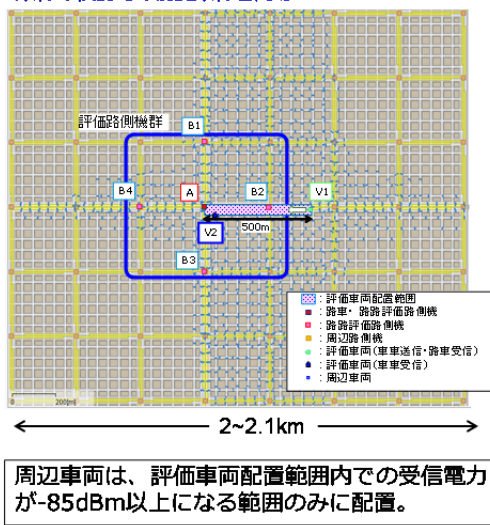 評価路側機群
B1
B4
A
B2
V1
500m
V2
B3
：評価車両配置範囲
：路車・路路評価路側機
：路路評価路側機
：周辺路側機
：評価車両(車車送信・路車受信)
：評価車両(車車受信)
：周辺車両
0 200[m]
2~2.1km
周辺車両は、評価車両配置範囲内での受信電力
が-85dBm以上になる範囲のみに配置。